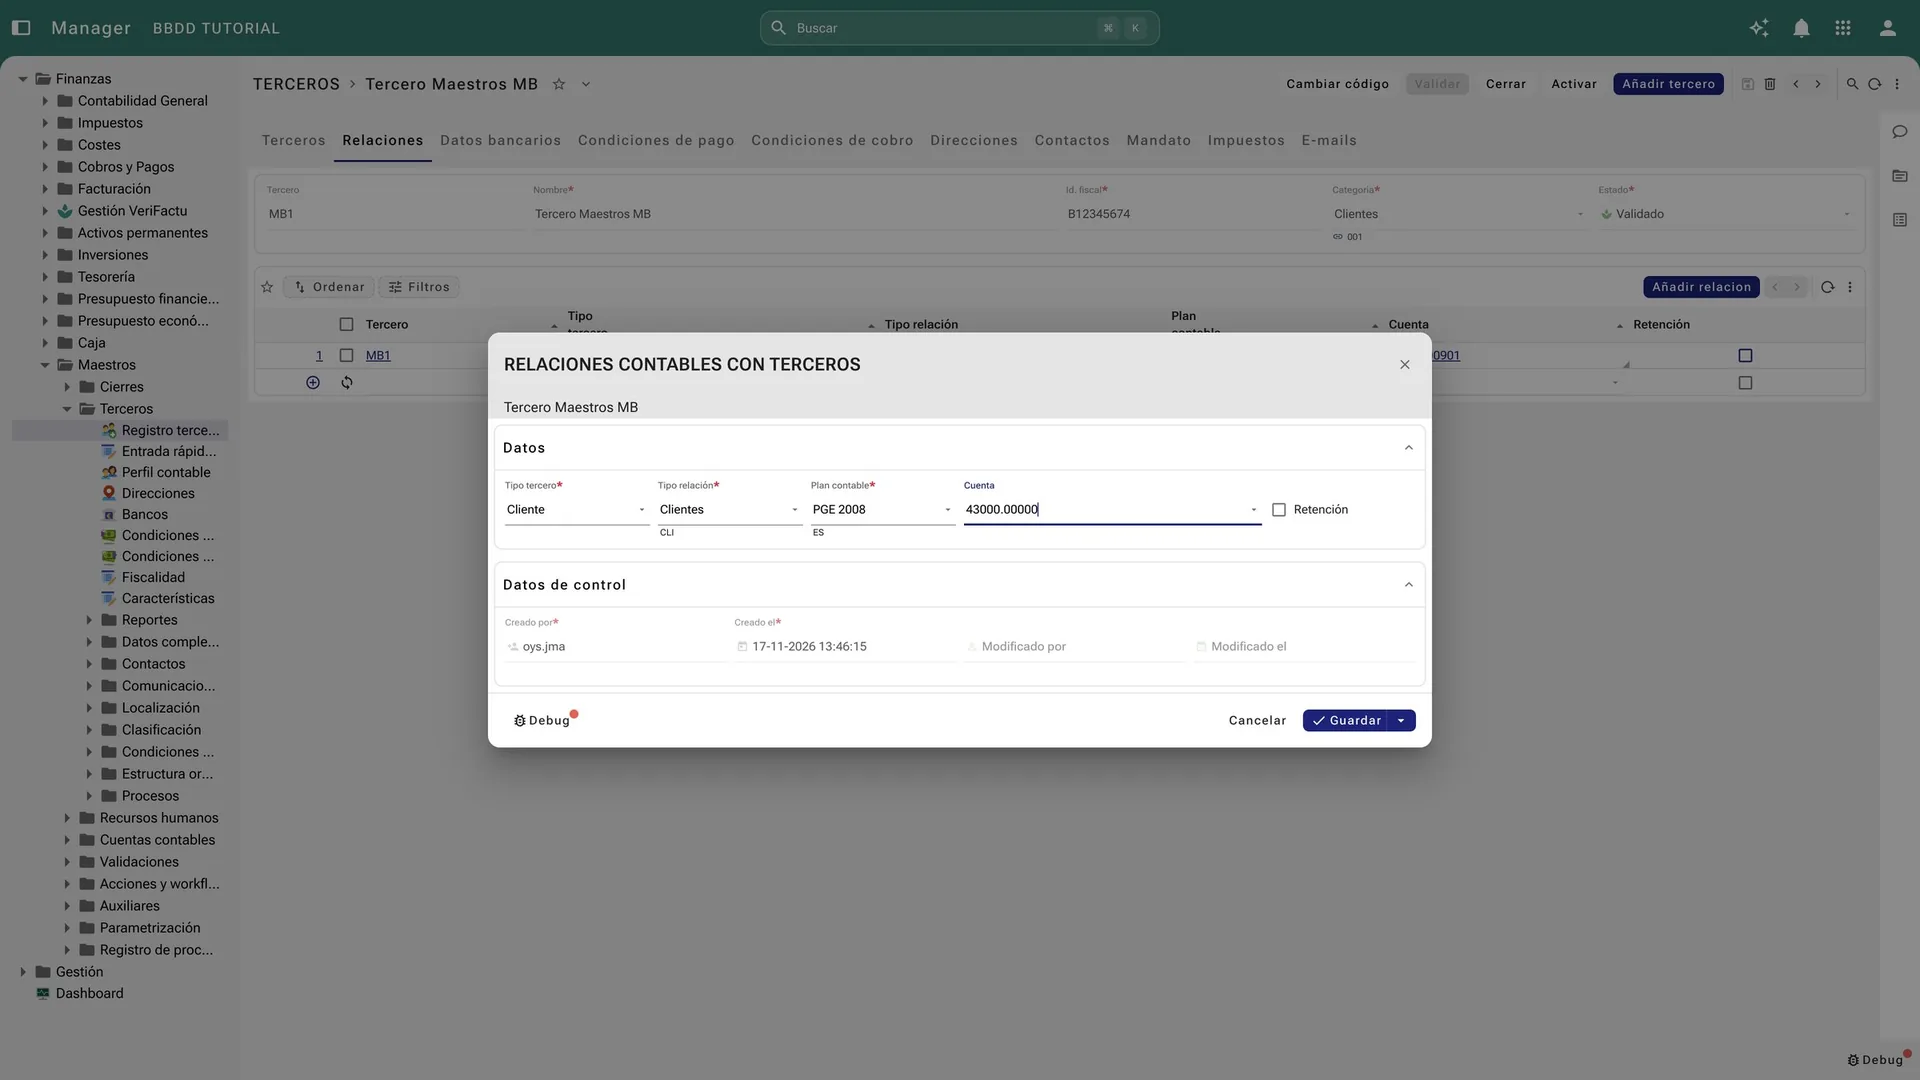 Manager BBDD TUTORIAL
Buscar ⌘ K
Finanzas
Contabilidad General
Impuestos
Costes
Cobros y Pagos
Facturación
Gestión VeriFactu
Activos permanentes
Inversiones
Tesorería
Presupuesto financie...
Presupuesto econó...
Caja
Maestros
Cierres
Terceros
Registro terce...
Entrada rápid...
Perfil contable
Direcciones
Bancos
Condiciones ...
Condiciones ...
Fiscalidad
Características
Reportes
Datos comple...
Contactos
Comunicacio...
Localización
Clasificación
Condiciones ...
Estructura or...
Procesos
Recursos humanos
Cuentas contables
Validaciones
Acciones y workfl...
Auxiliares
Parametrización
Registro de proc...
Gestión
Dashboard
TERCEROS > Tercero Maestros MB
Cambiar código Validar Cerrar Activar Añadir tercero
Terceros Relaciones Datos bancarios Condiciones de pago Condiciones de cobro Direcciones Contactos Mandato Impuestos E-mails
Tercero Nombre* Id. fiscal* Categoría* Estado*
MB1 Tercero Maestros MB B12345674 Clientes Validado
001
Ordenar Filtros Añadir relacion
Tercero Tipo Tipo relación Plan Cuenta Retención
1 MB1 0901
RELACIONES CONTABLES CON TERCEROS
Tercero Maestros MB
Datos
Tipo tercero* Tipo relación* Plan contable* Cuenta
Cliente Clientes PGE 2008 43000.00000 Retención
CLI ES
Datos de control
Creado por* Creado el*
oys.jma 17-11-2026 13:46:15 Modificado por Modificado el
Debug Cancelar Guardar
Debug